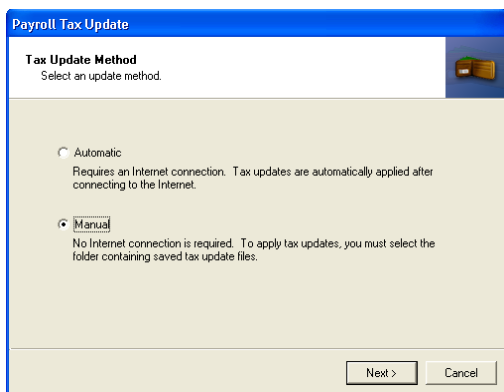 Payroll Tax Update
Tax Update Method
Select an update method.
Automatic
Requires an Internet connection. Tax updates are automatically applied after
connecting to the Internet.
Manual
No Internet connection is required. To apply tax updates, you must select the
folder containing saved tax update files.
Next >
Cancel